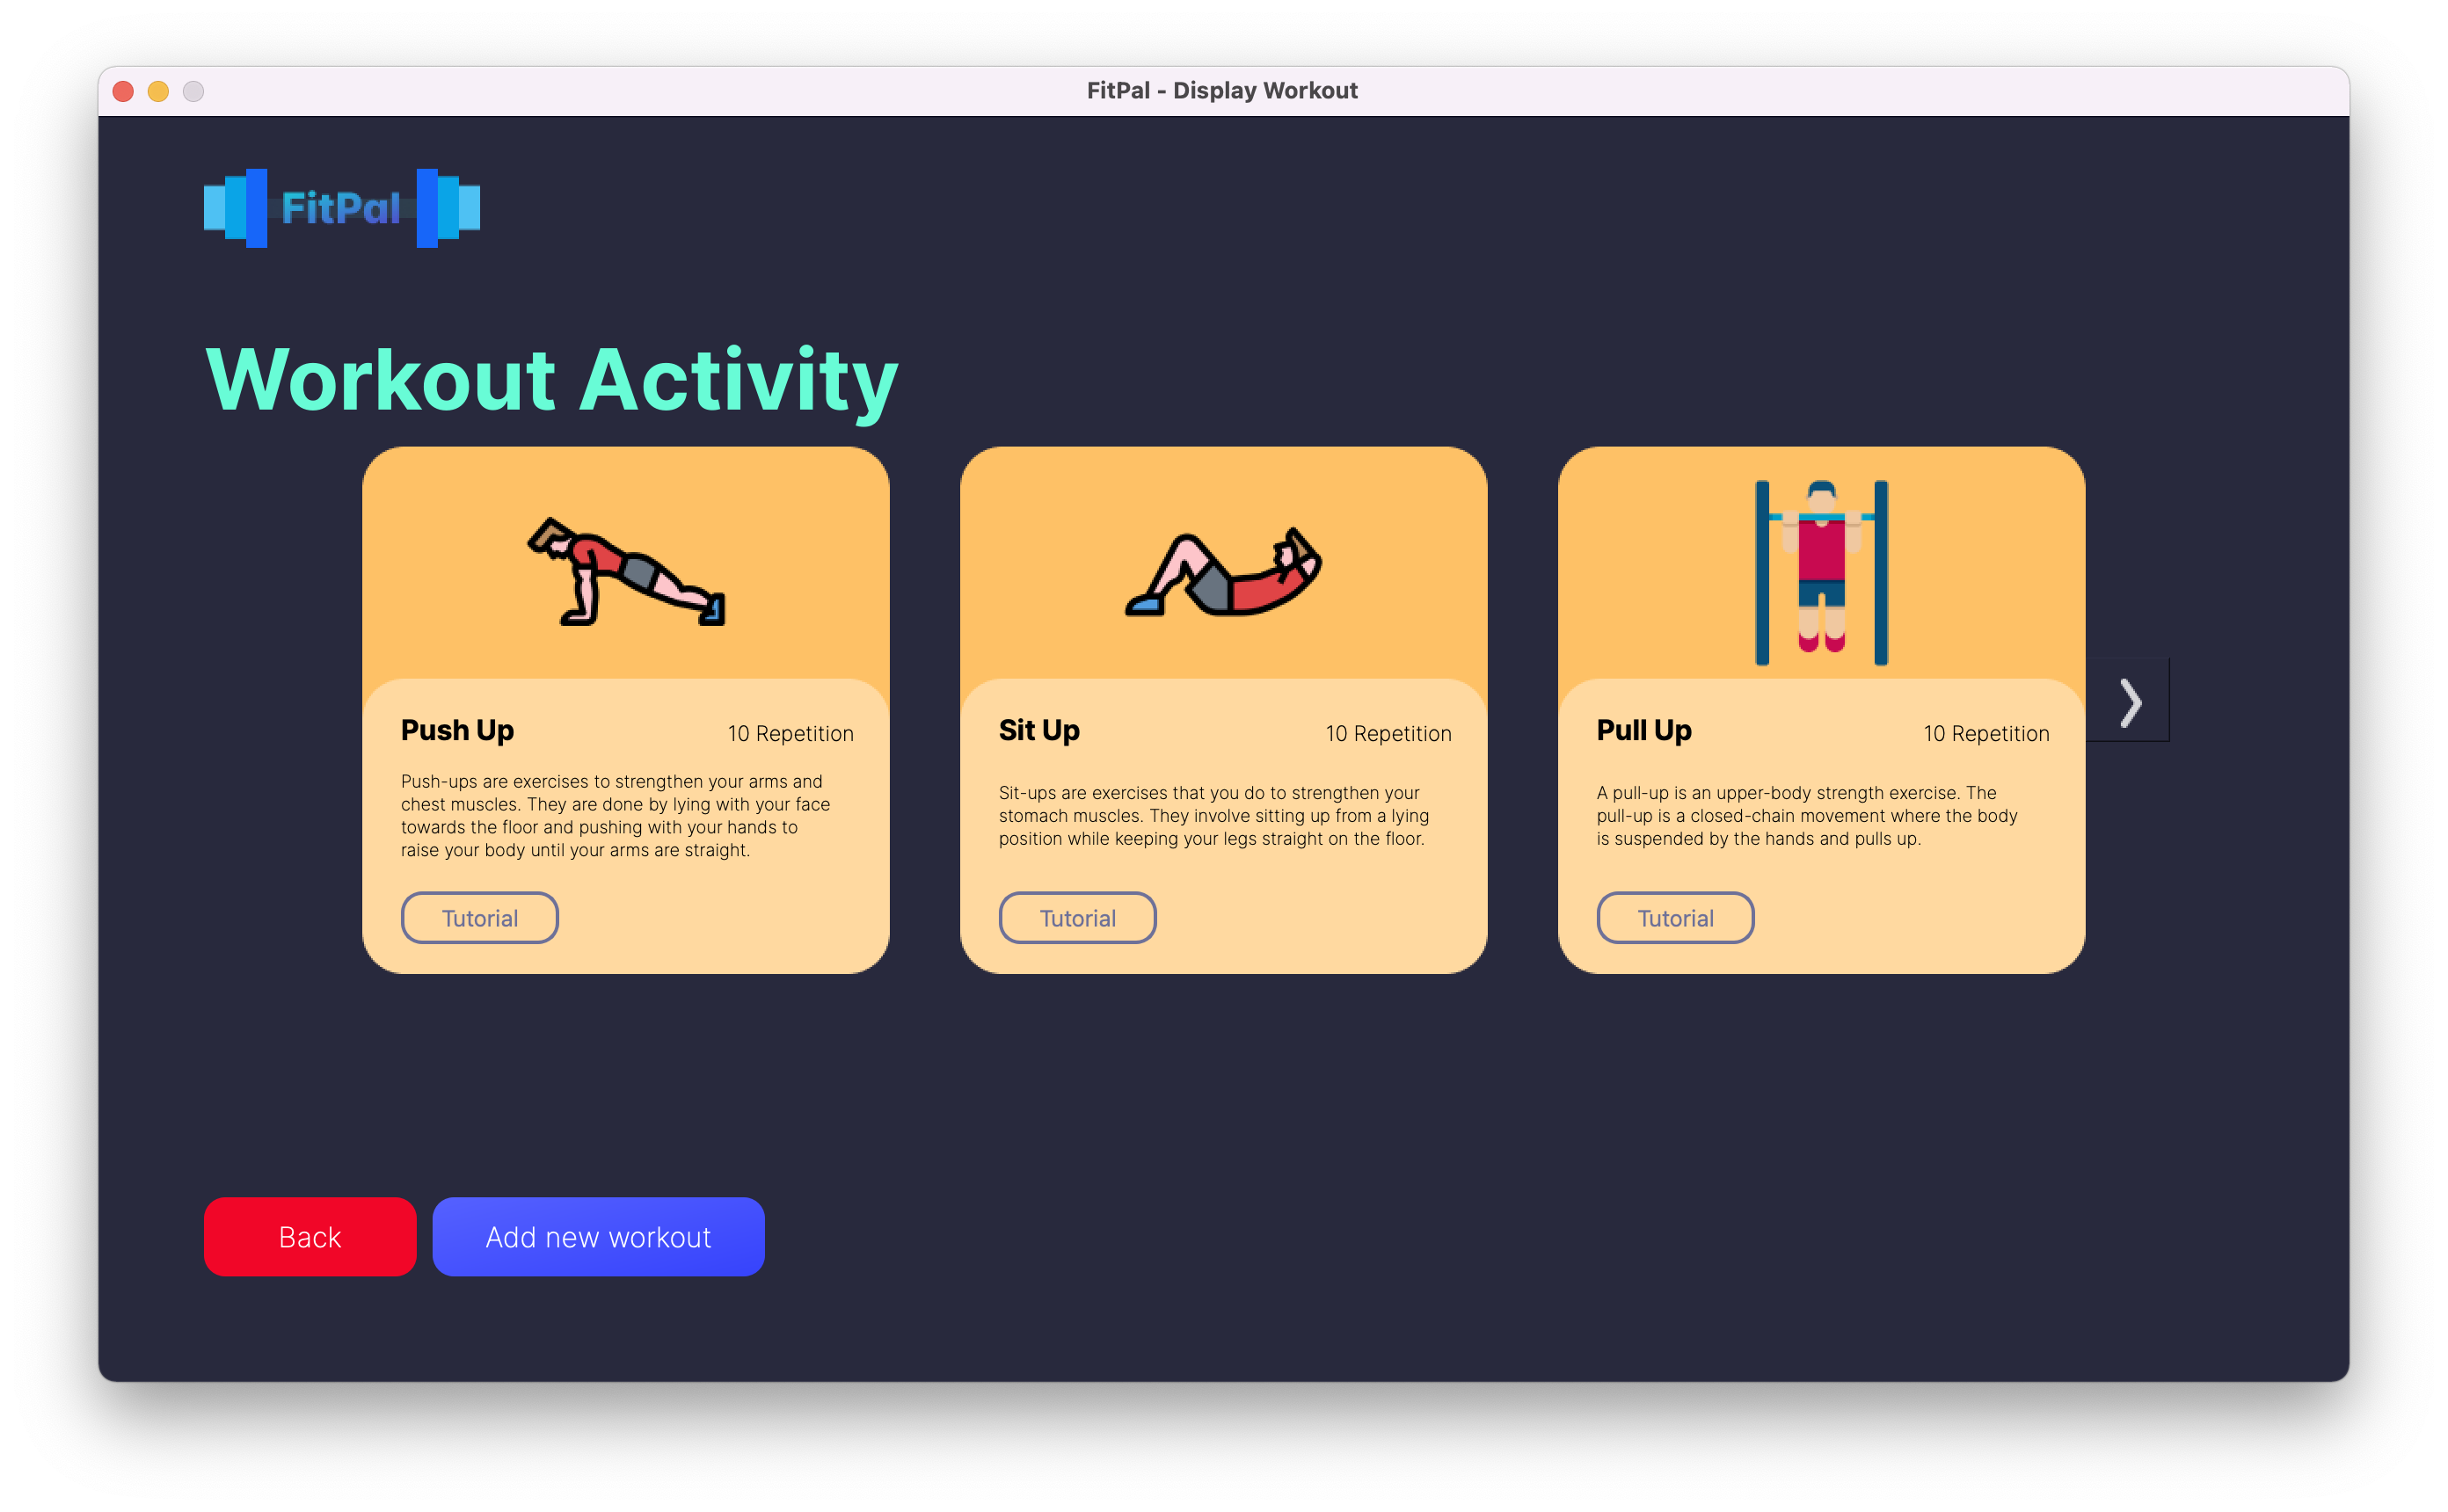 FitPal - Display Workout
FitPal
Workout Activity
Push Up
10 Repetition
Push-ups are exercises to strengthen your arms and
chest muscles. They are done by lying with your face
towards the floor and pushing with your hands to
raise your body until your arms are straight.
Tutorial
Sit Up
10 Repetition
Sit-ups are exercises that you do to strengthen your
stomach muscles. They involve sitting up from a lying
position while keeping your legs straight on the floor.
Tutorial
Pull Up
10 Repetition
A pull-up is an upper-body strength exercise. The
pull-up is a closed-chain movement where the body
is suspended by the hands and pulls up.
Tutorial
Back
Add new workout